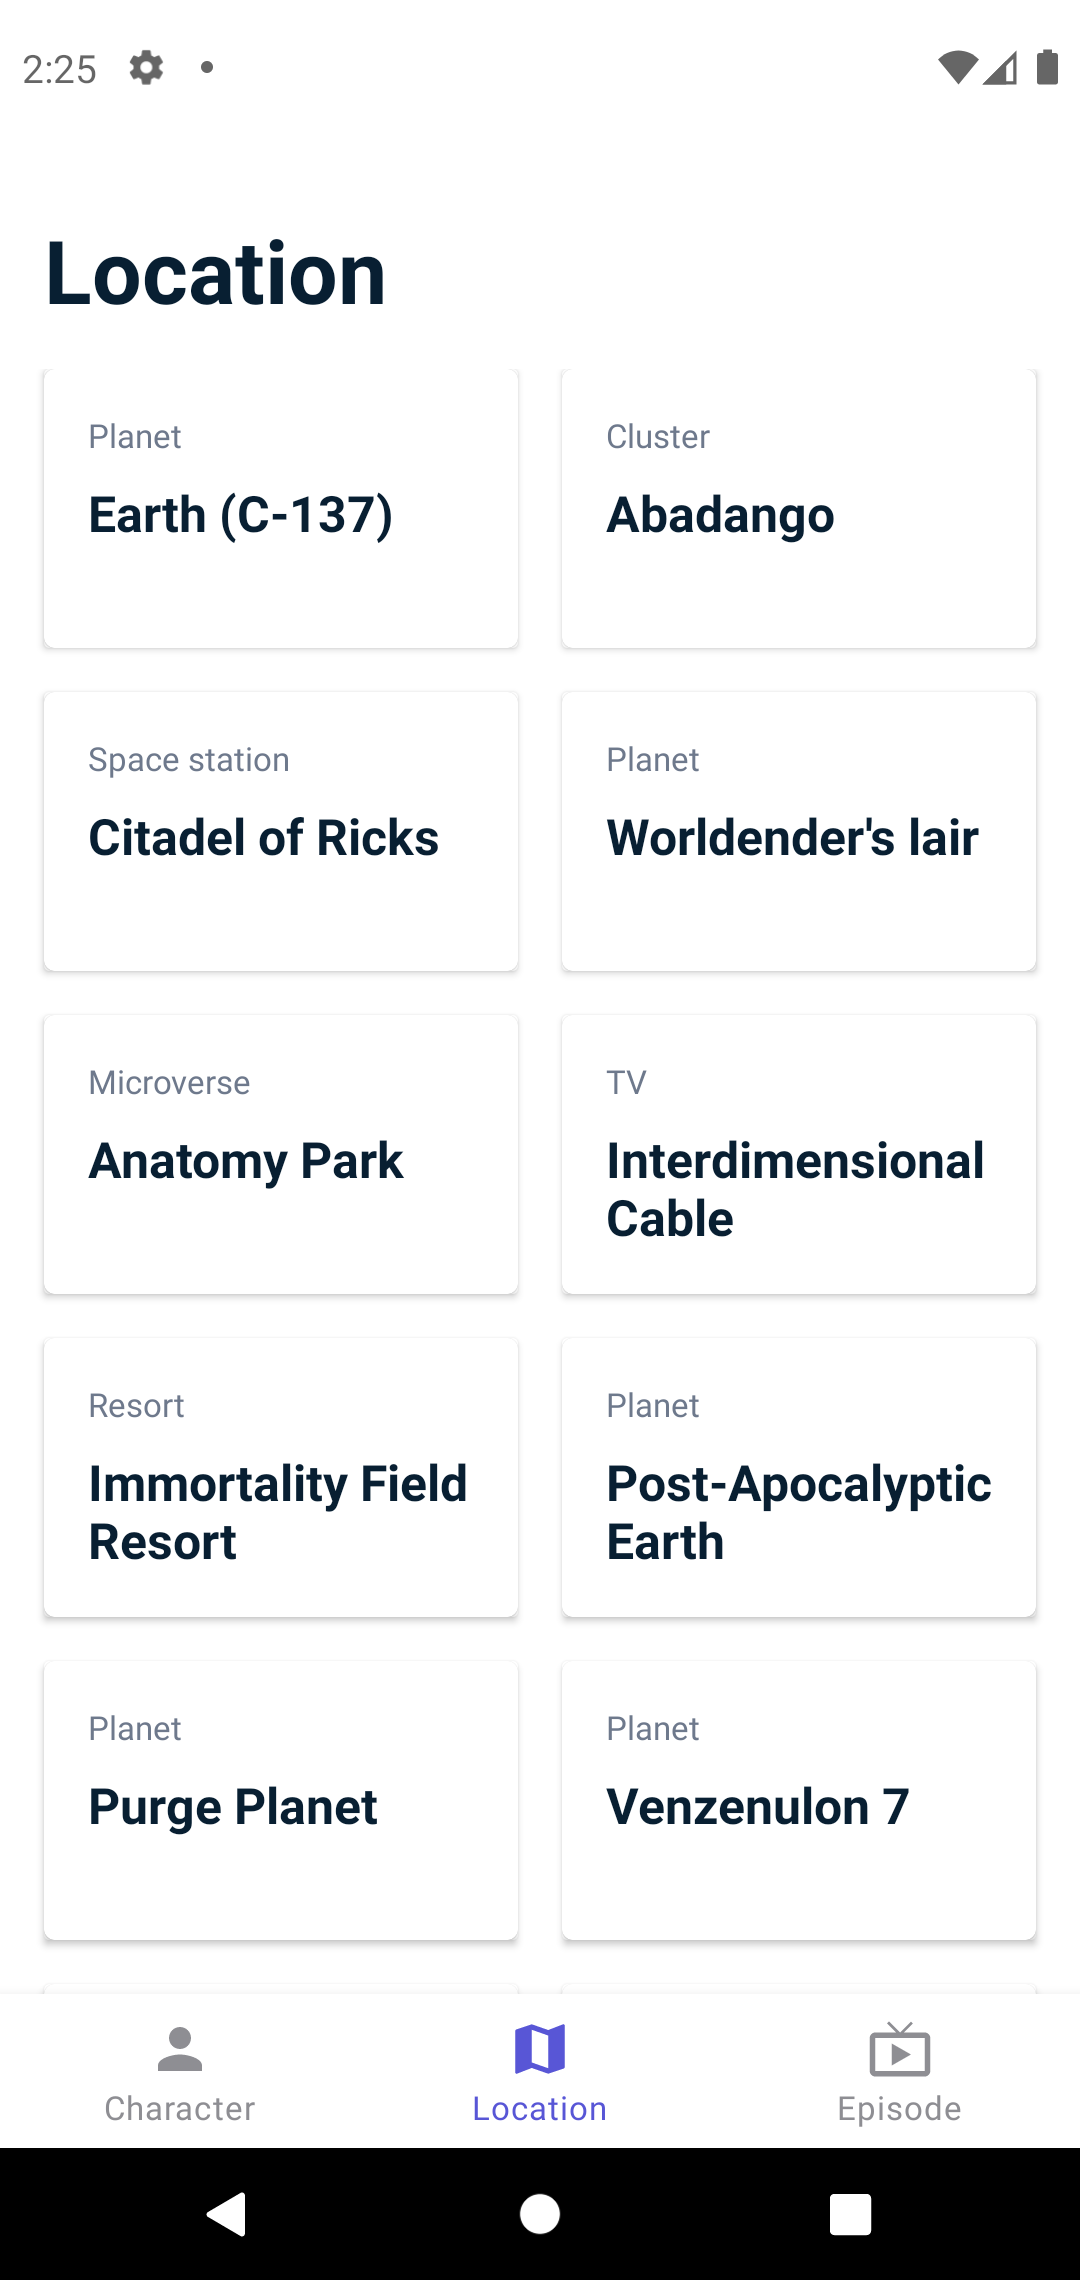 2:25
Location
Planet
Earth (C-137)
Cluster
Abadango
Space station
Citadel of Ricks
Planet
Worldender's lair
Microverse
Anatomy Park
TV
Interdimensional
Cable
Resort
Immortality Field
Resort
Planet
Post-Apocalyptic
Earth
Planet
Purge Planet
Planet
Venzenulon 7
Character
Location
Episode